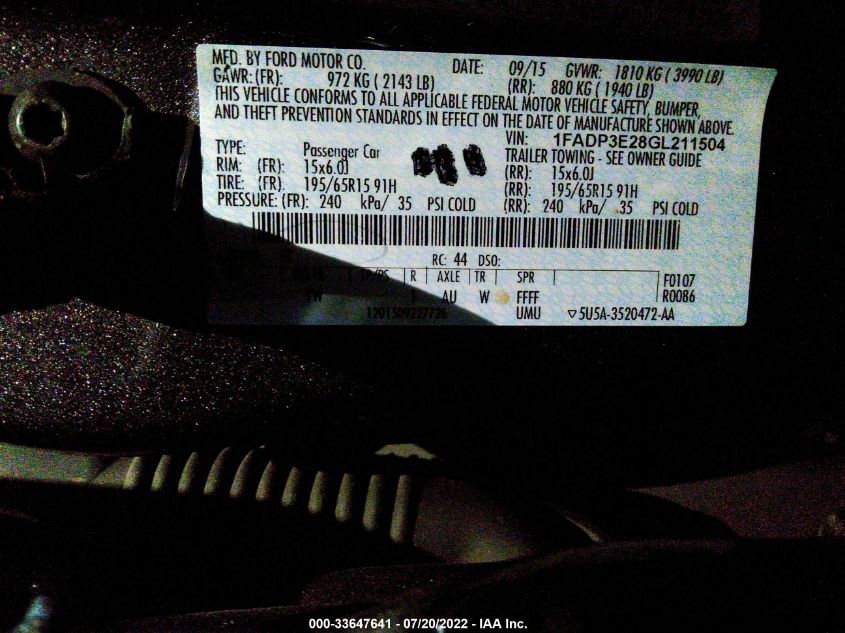 MFD. BY FORD MOTOR CO. DATE: 09/15 GVWR: 1810 KG ( 3990 LB)
GAWR: (FR): 972 KG ( 2143 LB) (RR): 880 KG ( 1940 LB)
THIS VEHICLE CONFORMS TO ALL APPLICABLE FEDERAL MOTOR VEHICLE SAFETY, BUMPER,
AND THEFT PREVENTION STANDARDS IN EFFECT ON THE DATE OF MANUFACTURE SHOWN ABOVE.
VIN: 1FADP3E28GL211504
TYPE: Passenger Car TRAILER TOWING - SEE OWNER GUIDE
RIM: (FR): 15x6.0J (RR): 15x6.0J
TIRE: (FR): 195/65R15 91H (RR): 195/65R15 91H
PRESSURE: (FR): 240 kPa/ 35 PSI COLD (RR): 240 kPa/ 35 PSI COLD
RC: 44 DSO:
R AXLE TR SPR F0107
AU W FFFF R0086
1201509227726 UMU ▽5U5A-3520472-AA
000-33647641 - 07/20/2022 - IAA Inc.